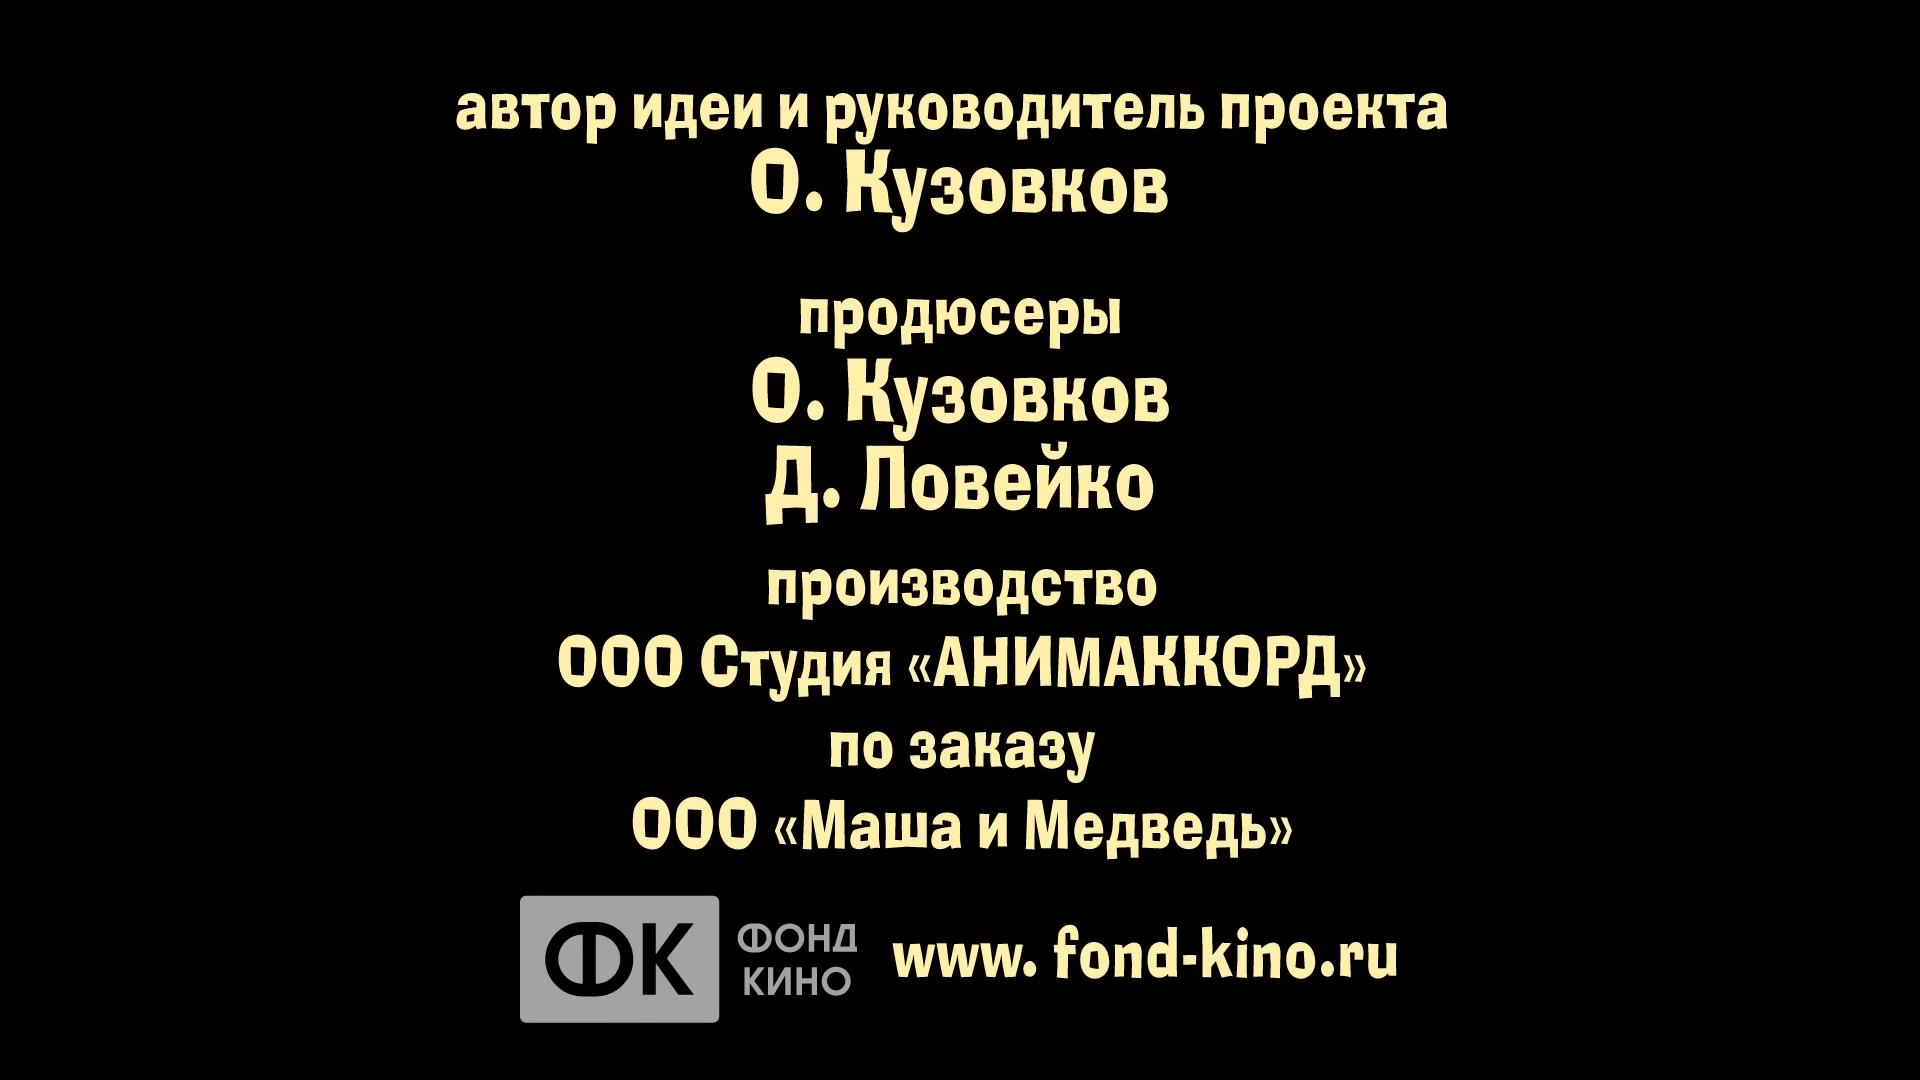 автор идеи и руководитель проекта
О. Кузовков
продюсеры
О. Кузовков
Д. Ловейко
производство
ООО Студия «АНИМАККОРД»
по заказу
ООО «Маша и Медведь»
ФК ФОНД КИНО www. fond-kino.ru